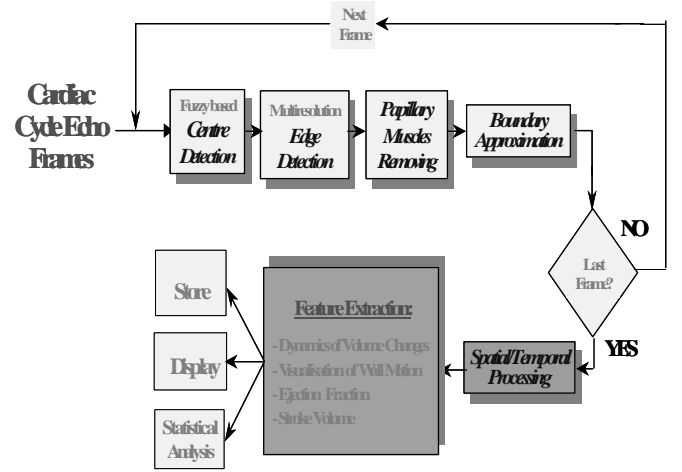 Next
Frame
Cardiac
Cycle Echo
Frames
Fuzzy based
Centre
Detection
Multiresolution
Edge
Detection
Papillary
Muscles
Removing
Boundary
Approximation
NO
Last
Frame?
YES
Spatial/Temporal
Processing
Feature Extraction:
- Dynamics of Volume Changes
- Visualisation of Wall Motion
- Ejection Fraction
- Stroke Volume
Store
Display
Statistical
Analysis